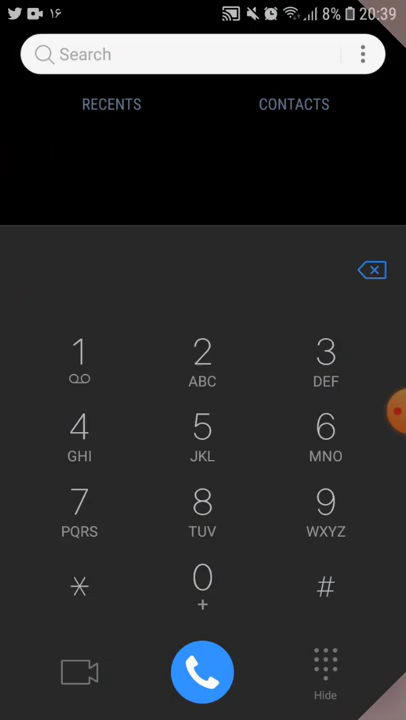 ۱۶ 8% 20:39
Search
RECENTS CONTACTS
1 2 3
ABC DEF
4 5 6
GHI JKL MNO
7 8 9
PQRS TUV WXYZ
* 0 #
+
Hide